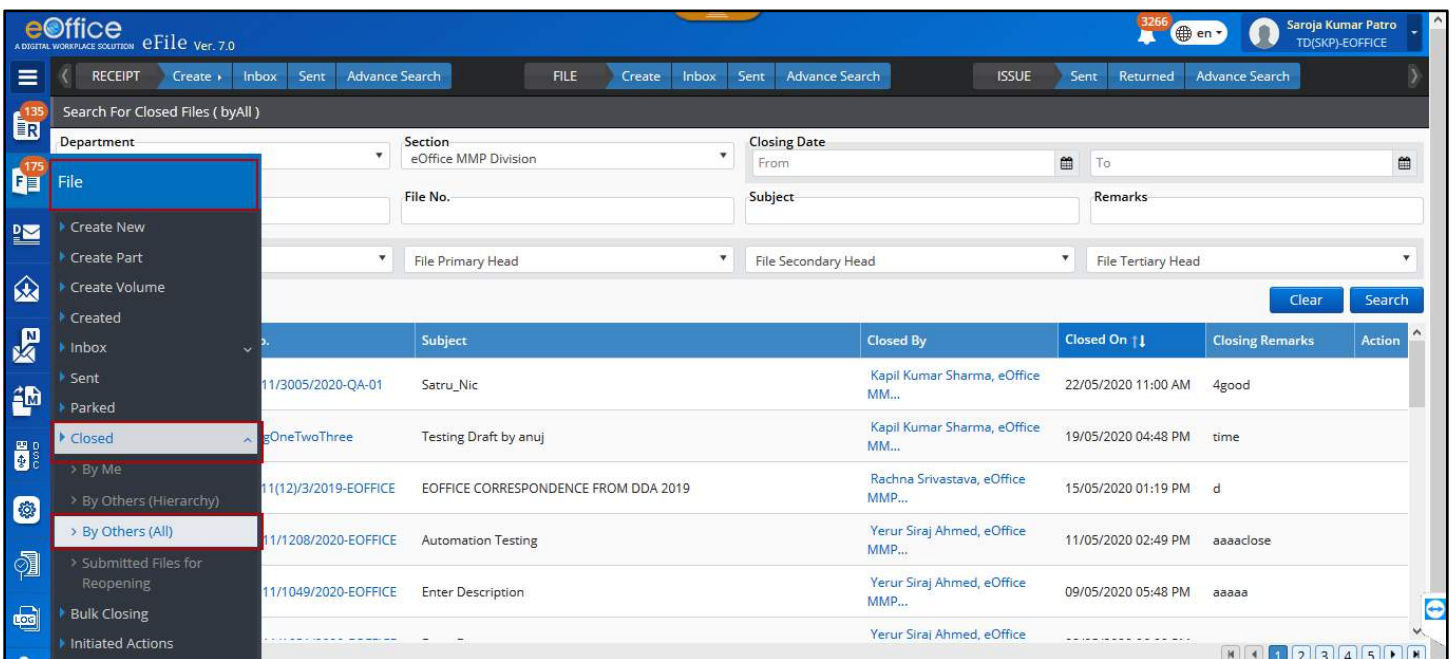 eOffice
A DIGITAL WORKPLACE SOLUTION eFile Ver. 7.0
3266
en
Saroja Kumar Patro
TD(SKP)-EOFFICE
RECEIPT Create Inbox Sent Advance Search FILE Create Inbox Sent Advance Search ISSUE Sent Returned Advance Search
135
R
Search For Closed Files ( byAll )
Department Section Closing Date
eOffice MMP Division From To
175
F
File
File No. Subject Remarks
Create New
D
Create Part
File Primary Head File Secondary Head File Tertiary Head
Create Volume
Clear Search
Created
N
Inbox
Subject Closed By Closed On Closing Remarks Action
Sent
11/3005/2020-QA-01 Satru_Nic Kapil Kumar Sharma, eOffice
MM...
22/05/2020 11:00 AM 4good
M
Parked
Closed
gOneTwoThree Testing Draft by anuj Kapil Kumar Sharma, eOffice
MM...
19/05/2020 04:48 PM time
DSC
> By Me
> By Others (Hierarchy)
11(12)/3/2019-EOFFICE EOFFICE CORRESPONDENCE FROM DDA 2019 Rachna Srivastava, eOffice
MMP...
15/05/2020 01:19 PM d
> By Others (All)
11/1208/2020-EOFFICE Automation Testing Yerur Siraj Ahmed, eOffice
MMP...
11/05/2020 02:49 PM aaaaclose
> Submitted Files for
Reopening
11/1049/2020-EOFFICE Enter Description Yerur Siraj Ahmed, eOffice
MMP...
09/05/2020 05:48 PM aaaaa
Bulk Closing
LOG
Initiated Actions
Yerur Siraj Ahmed, eOffice
1 2 3 4 5